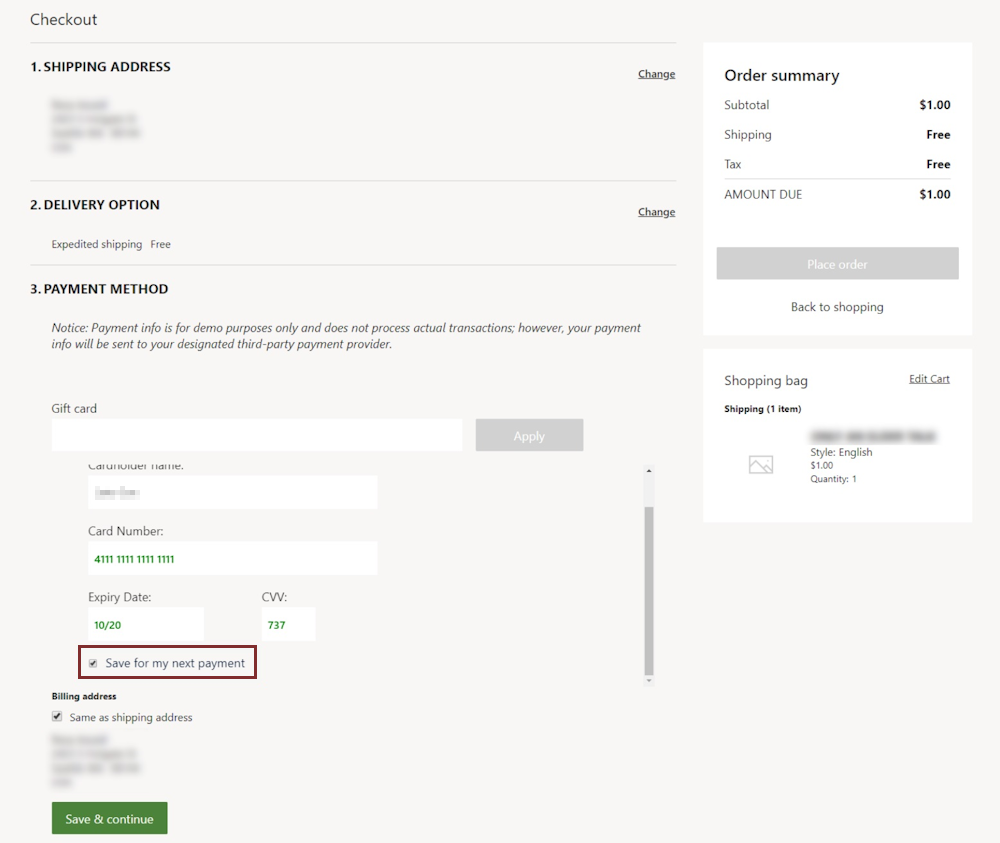 Checkout
1. SHIPPING ADDRESS
Change
2. DELIVERY OPTION
Change
Expedited shipping Free
3. PAYMENT METHOD
Notice: Payment info is for demo purposes only and does not process actual transactions; however, your payment
info will be sent to your designated third-party payment provider.
Gift card
Apply
Cardholder name:
Card Number:
4111 1111 1111 1111
Expiry Date:
CVV:
10/20
737
Save for my next payment
Billing address
Same as shipping address
Save & continue
Order summary
Subtotal $1.00
Shipping Free
Tax Free
AMOUNT DUE $1.00
Place order
Back to shopping
Shopping bag
Edit Cart
Shipping (1 item)
Style: English
$1.00
Quantity: 1